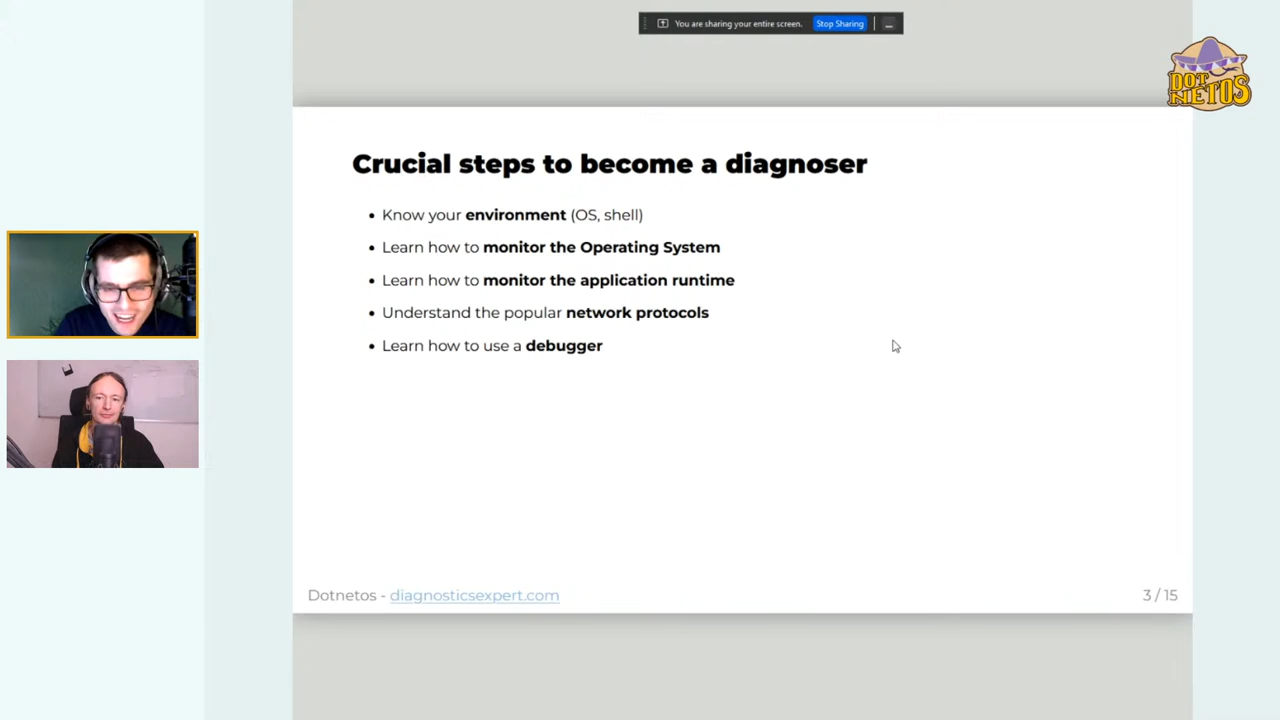 You are sharing your entire screen. Stop Sharing
DOT
NETOS
Crucial steps to become a diagnoser
• Know your environment (OS, shell)
• Learn how to monitor the Operating System
• Learn how to monitor the application runtime
• Understand the popular network protocols
• Learn how to use a debugger
Dotnetos - diagnosticsexpert.com
3 / 15